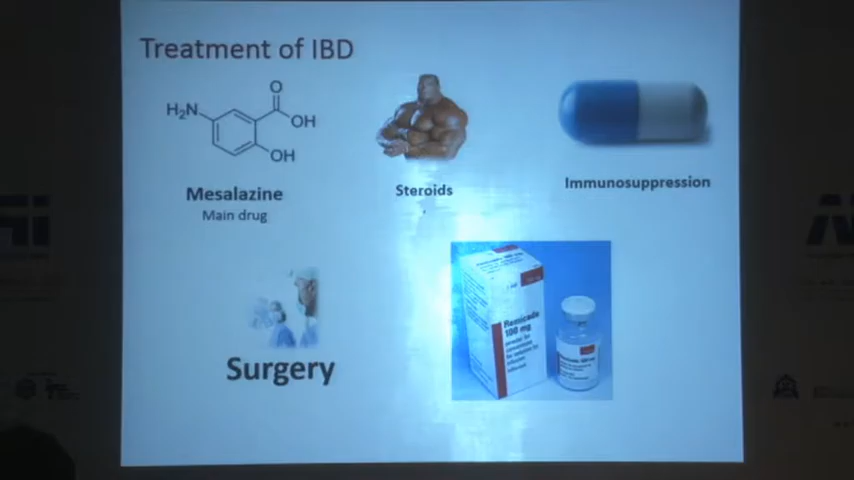 Treatment of IBD
H₂N
O
OH
OH
Mesalazine
Main drug
Steroids
Immunosuppression
Surgery
Remicade
100 mg